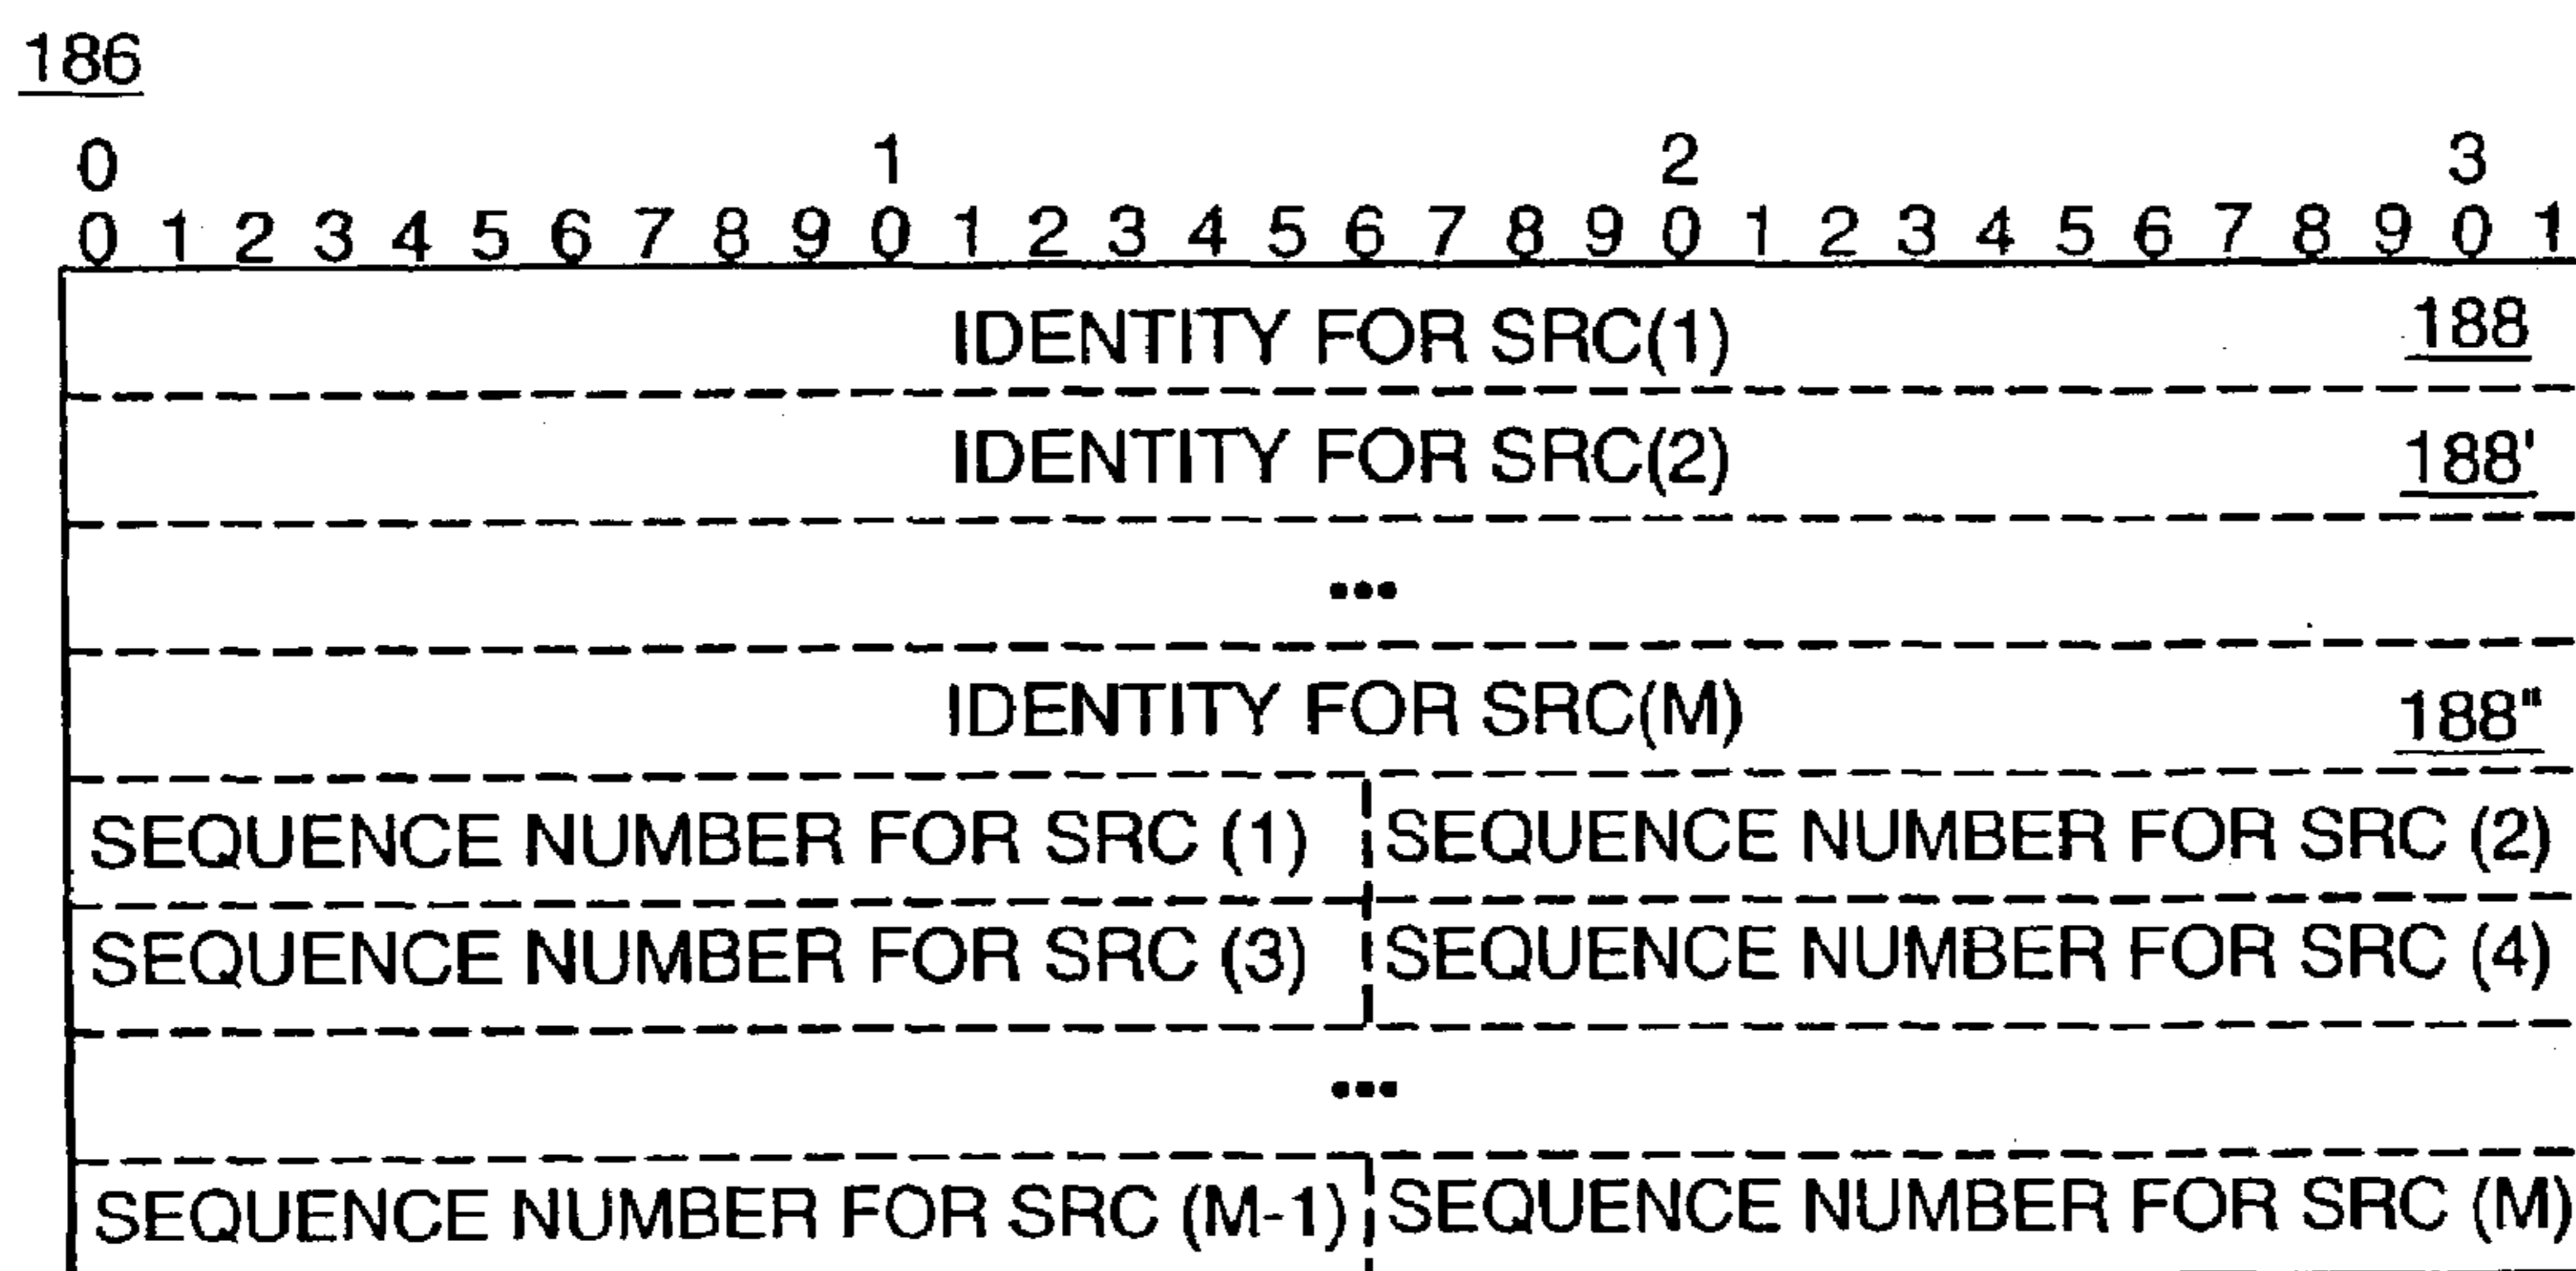 186
0 1 2 3
0 1 2 3 4 5 6 7 8 9 0 1 2 3 4 5 6 7 8 9 0 1 2 3 4 5 6 7 8 9 0 1
IDENTITY FOR SRC(1) 188
IDENTITY FOR SRC(2) 188'
•••
IDENTITY FOR SRC(M) 188"
SEQUENCE NUMBER FOR SRC (1) SEQUENCE NUMBER FOR SRC (2)
SEQUENCE NUMBER FOR SRC (3) SEQUENCE NUMBER FOR SRC (4)
•••
SEQUENCE NUMBER FOR SRC (M-1) SEQUENCE NUMBER FOR SRC (M)